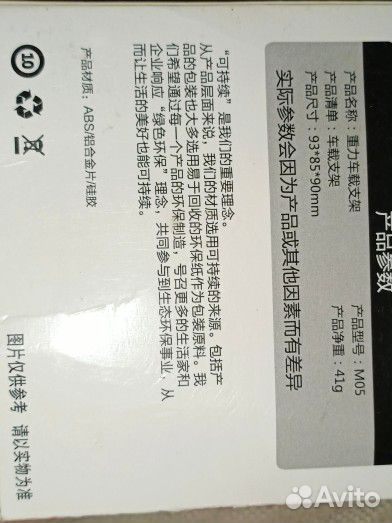 产品参数
产品名称：重力车载支架
产品型号：M05
产品清单：车载支架
产品净重：41g
产品尺寸：93*85*90mm
实际参数会因为产品或其他因素而有差异
“可持续”是我们的重要理念。
从产品层面来说，我们的材质选用可持续的来源。包括产
品的包装也大多选用易于回收的环保纸作为包装原料。我
们希望通过每一个产品的环保制造，号召更多的生活家和
企业响应“绿色环保”理念，共同参与到生态环保事业，从
而让生活的美好也能可持续。
产品材质：ABS/铝合金片/硅胶
10
图片仅供参考 请以实物为准
Avito